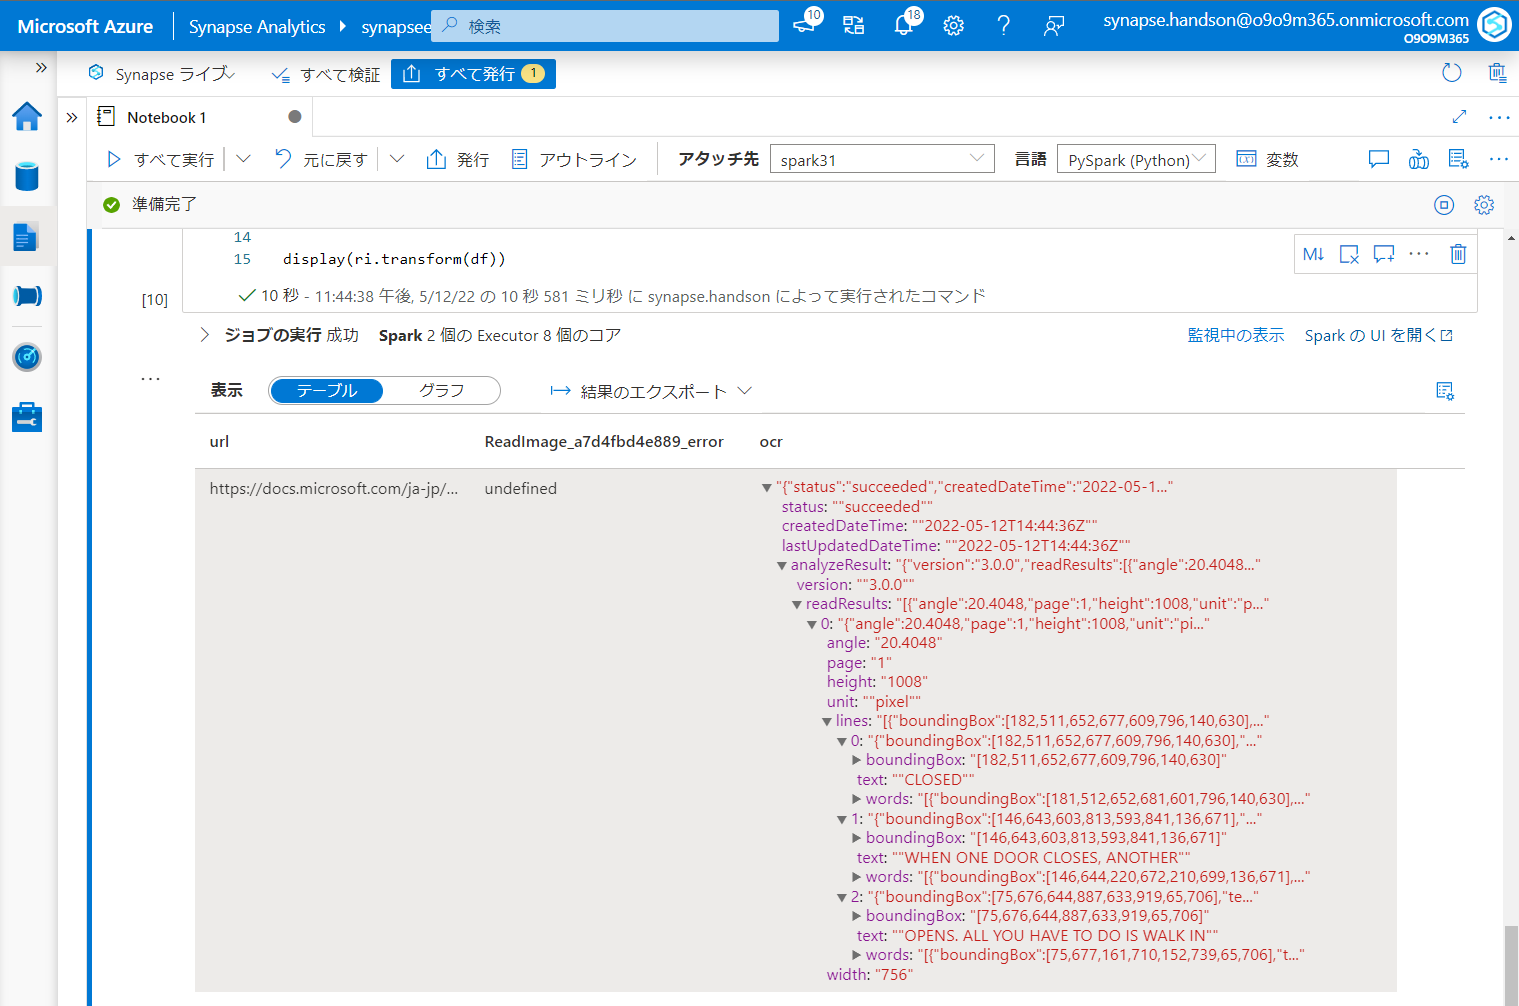 Microsoft Azure
Synapse Analytics
synapsee
検索
10
18
synapse.handson@o9o9m365.onmicrosoft.com
O9O9M365
Synapse ライブ
すべて検証
すべて発行
1
Notebook 1
すべて実行
元に戻す
発行
アウトライン
アタッチ先
spark31
言語
PySpark (Python)
変数
準備完了
14
15 display(ri.transform(df))
M↓
[10]
10 秒 - 11:44:38 午後, 5/12/22 の 10 秒 581 ミリ秒 に synapse.handson によって実行されたコマンド
ジョブの実行 成功 Spark 2 個の Executor 8 個のコア
監視中の表示
Spark の UI を開く
表示
テーブル
グラフ
結果のエクスポート
url
ReadImage_a7d4fbd4e889_error
ocr
https://docs.microsoft.com/ja-jp/...
undefined
"{"status":"succeeded","createdDateTime":"2022-05-1..."
status: ""succeeded""
createdDateTime: ""2022-05-12T14:44:36Z""
lastUpdatedDateTime: ""2022-05-12T14:44:36Z""
analyzeResult: "{"version":"3.0.0","readResults":[{"angle":20.4048..."
version: ""3.0.0""
readResults: "[{"angle":20.4048,"page":1,"height":1008,"unit":"p..."
0: "{"angle":20.4048,"page":1,"height":1008,"unit":"pi..."
angle: "20.4048"
page: "1"
height: "1008"
unit: ""pixel""
lines: "[{"boundingBox":[182,511,652,677,609,796,140,630],..."
0: "{"boundingBox":[182,511,652,677,609,796,140,630],"..."
boundingBox: "[182,511,652,677,609,796,140,630]"
text: ""CLOSED""
words: "[{"boundingBox":[181,512,652,681,601,796,140,630],..."
1: "{"boundingBox":[146,643,603,813,593,841,136,671],"..."
boundingBox: "[146,643,603,813,593,841,136,671]"
text: ""WHEN ONE DOOR CLOSES, ANOTHER""
words: "[{"boundingBox":[146,644,220,672,210,699,136,671],..."
2: "{"boundingBox":[75,676,644,887,633,919,65,706],"te..."
boundingBox: "[75,676,644,887,633,919,65,706]"
text: ""OPENS. ALL YOU HAVE TO DO IS WALK IN""
words: "[{"boundingBox":[75,677,161,710,152,739,65,706],"t..."
width: "756"